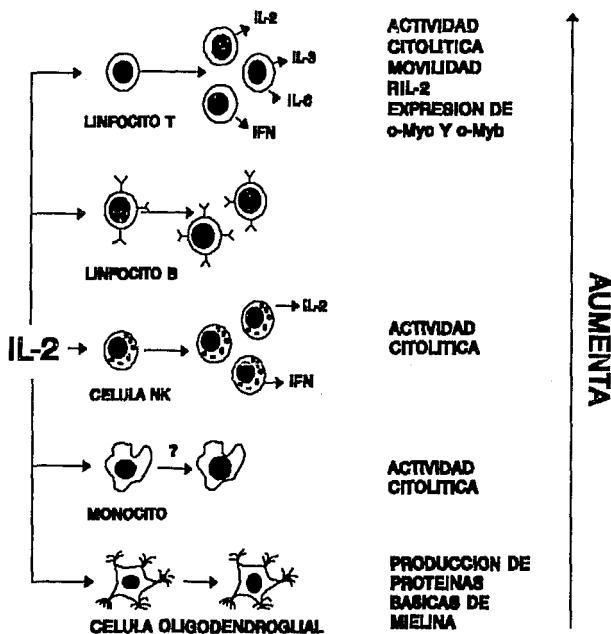 IL-2
ACTIVIDAD
CITOLITICA
MOVILIDAD
RIL-2
EXPRESION DE
c-Myc Y c-Myb
IL-3
IL-6
IFN
LINFOCITO T
LINFOCITO B
IL-2
IL-2
ACTIVIDAD
CITOLITICA
IFN
CELULA NK
?
ACTIVIDAD
CITOLITICA
MONOCITO
PRODUCCION DE
PROTEINAS
BASICAS DE
MIELINA
CELULA OLIGODENDROGLIAL
AUMENTA